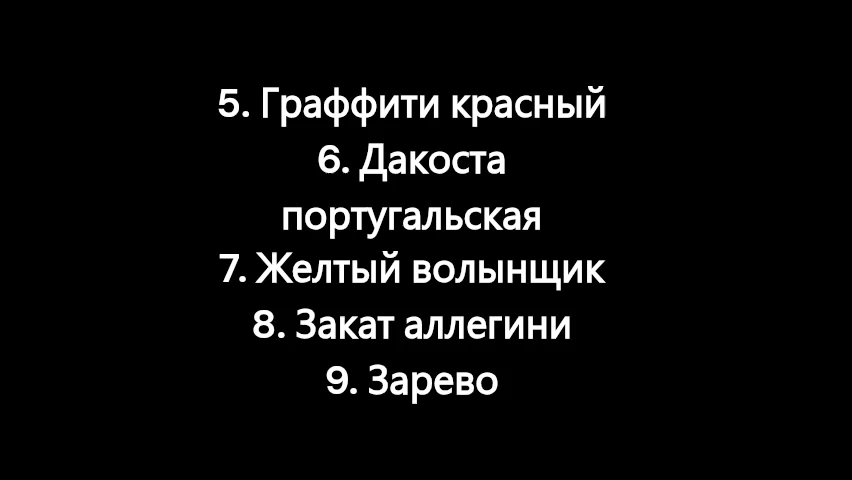 5. Граффити красный
6. Дакоста
португальская
7. Желтый волынщик
8. Закат аллегини
9. Зарево